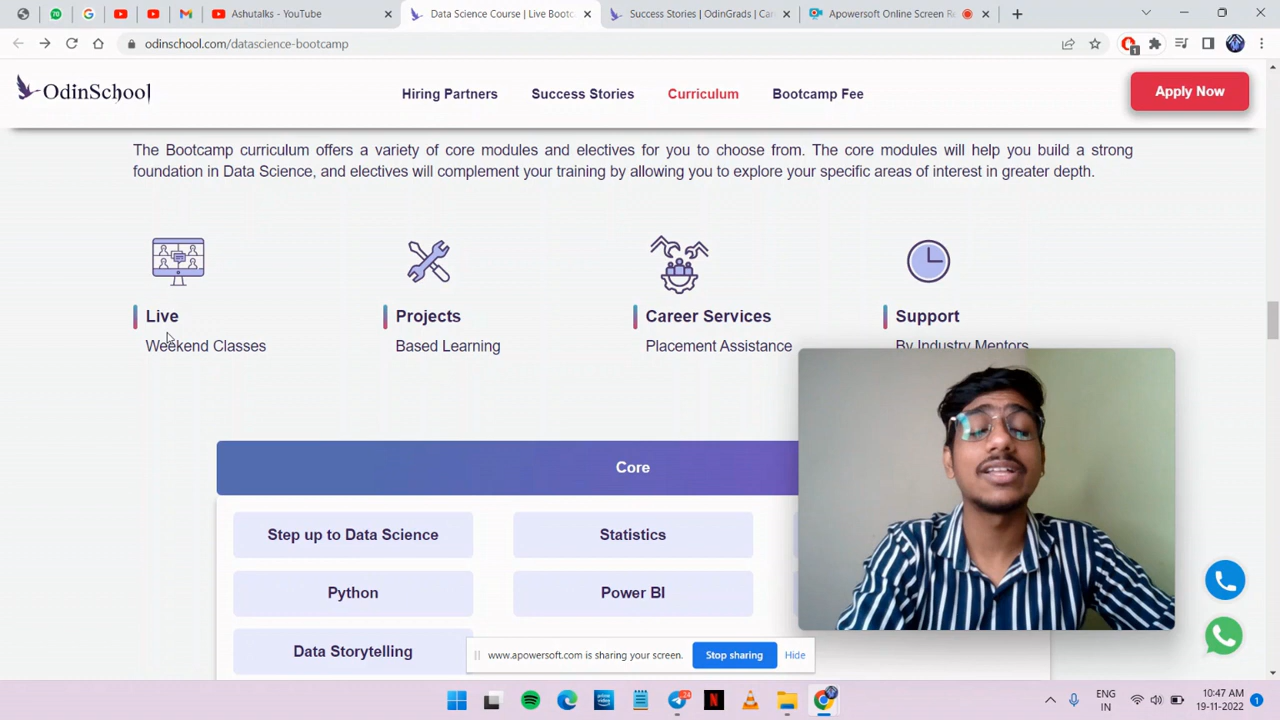 Ashutalks - YouTube
Data Science Course | Live Bootc
Success Stories | OdinGrads | Ca
Apowersoft Online Screen Re
odinschool.com/datascience-bootcamp
OdinSchool
Hiring Partners
Success Stories
Curriculum
Bootcamp Fee
Apply Now
The Bootcamp curriculum offers a variety of core modules and electives for you to choose from. The core modules will help you build a strong
foundation in Data Science, and electives will complement your training by allowing you to explore your specific areas of interest in greater depth.
Live
Weekend Classes
Projects
Based Learning
Career Services
Placement Assistance
Support
By Industry Mentors
Core
Step up to Data Science
Statistics
Python
Power BI
Data Storytelling
www.apowersoft.com is sharing your screen.
Stop sharing
Hide
ENG
IN
10:47 AM
19-11-2022